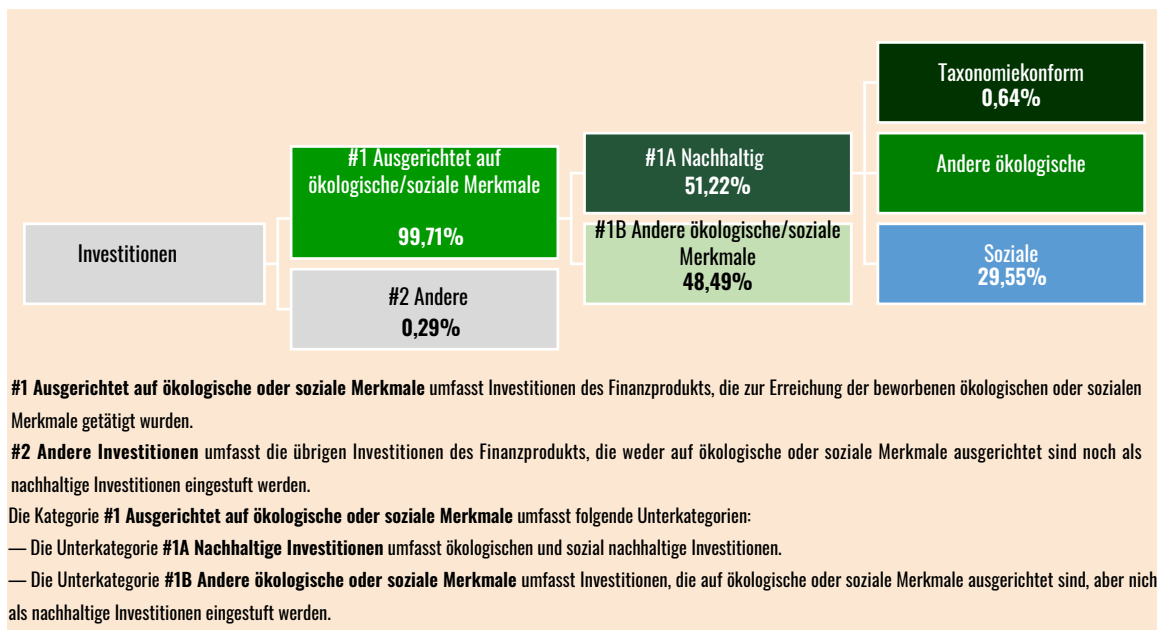 Taxonomiekonform
0,64%
#1 Ausgerichtet auf
ökologische/soziale Merkmale
99,71%
#1A Nachhaltig
51,22%
Andere ökologische
Investitionen
#1B Andere ökologische/soziale
Merkmale
48,49%
Soziale
29,55%
#2 Andere
0,29%
#1 Ausgerichtet auf ökologische oder soziale Merkmale umfasst Investitionen des Finanzprodukts, die zur Erreichung der beworbenen ökologischen oder sozialen
Merkmale getätigt wurden.
#2 Andere Investitionen umfasst die übrigen Investitionen des Finanzprodukts, die weder auf ökologische oder soziale Merkmale ausgerichtet sind noch als
nachhaltige Investitionen eingestuft werden.
Die Kategorie #1 Ausgerichtet auf ökologische oder soziale Merkmale umfasst folgende Unterkategorien:
— Die Unterkategorie #1A Nachhaltige Investitionen umfasst ökologischen und sozial nachhaltige Investitionen.
— Die Unterkategorie #1B Andere ökologische oder soziale Merkmale umfasst Investitionen, die auf ökologische oder soziale Merkmale ausgerichtet sind, aber nich
als nachhaltige Investitionen eingestuft werden.